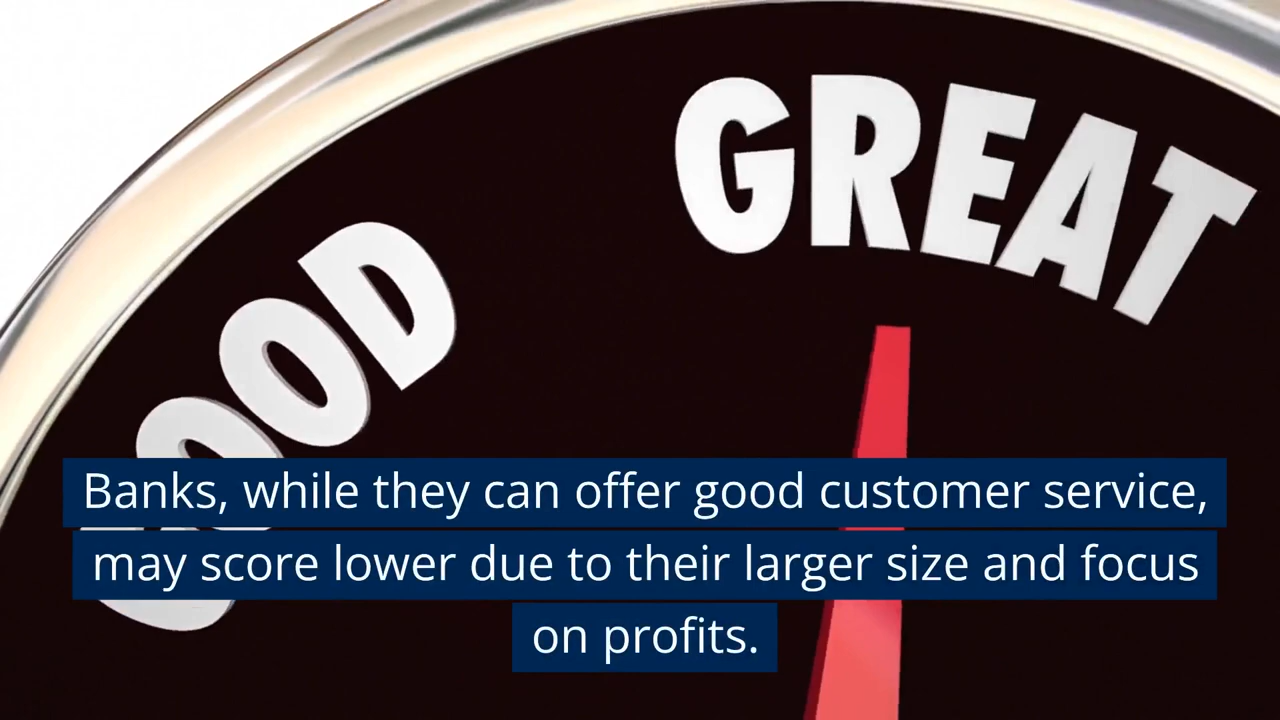 GREAT
GOOD
Banks, while they can offer good customer service,
may score lower due to their larger size and focus
on profits.